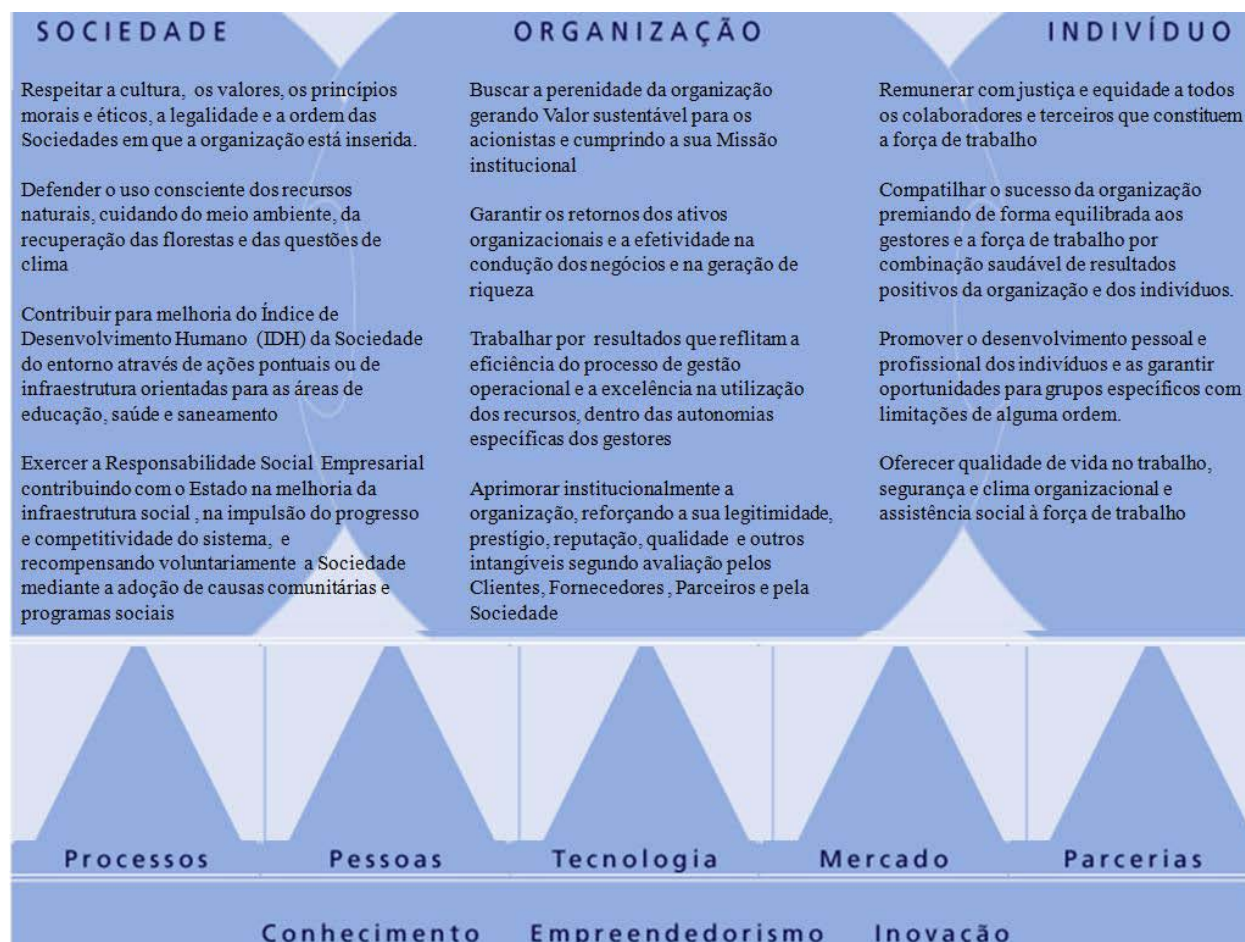 SOCIEDADE
Respeitar a cultura, os valores, os princípios
morais e éticos, a legalidade e a ordem das
Sociedades em que a organização está inserida.
Defender o uso consciente dos recursos
naturais, cuidando do meio ambiente, da
recuperação das florestas e das questões de
clima
Contribuir para melhoria do Índice de
Desenvolvimento Humano (IDH) da Sociedade
do entorno através de ações pontuais ou de
infraestrutura orientadas para as áreas de
educação, saúde e saneamento
Exercer a Responsabilidade Social Empresarial
contribuindo com o Estado na melhoria da
infraestrutura social , na impulsão do progresso
e competitividade do sistema, e
recompensando voluntariamente a Sociedade
mediante a adoção de causas comunitárias e
programas sociais
ORGANIZAÇÃO
Buscar a perenidade da organização
gerando Valor sustentável para os
acionistas e cumprindo a sua Missão
institucional
Garantir os retornos dos ativos
organizacionais e a efetividade na
condução dos negócios e na geração de
riqueza
Trabalhar por resultados que reflitam a
eficiência do processo de gestão
operacional e a excelência na utilização
dos recursos, dentro das autonomias
específicas dos gestores
Aprimorar institucionalmente a
organização, reforçando a sua legitimidade,
prestígio, reputação, qualidade e outros
intangíveis segundo avaliação pelos
Clientes, Fornecedores , Parceiros e pela
Sociedade
INDIVÍDUO
Remunerar com justiça e equidade a todos
os colaboradores e terceiros que constituem
a força de trabalho
Compatilhar o sucesso da organização
premiando de forma equilibrada aos
gestores e a força de trabalho por
combinação saudável de resultados
positivos da organização e dos indivíduos.
Promover o desenvolvimento pessoal e
profissional dos indivíduos e as garantir
oportunidades para grupos específicos com
limitações de alguma ordem.
Oferecer qualidade de vida no trabalho,
segurança e clima organizacional e
assistência social à força de trabalho
Processos
Pessoas
Tecnologia
Mercado
Parcerias
Conhecimento
Empreendedorismo
Inovação